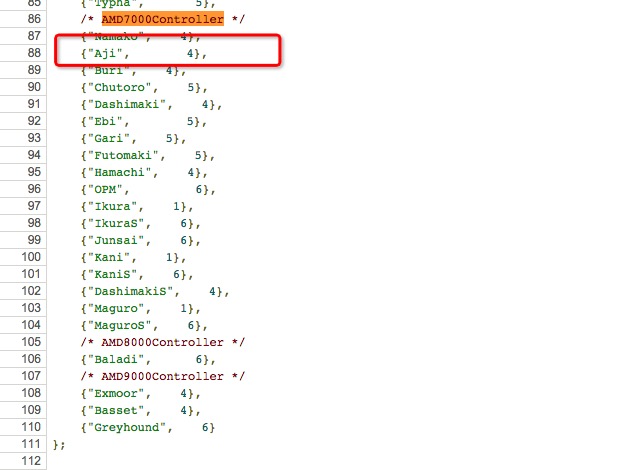 85 {"Typha", 5},
86 /* AMD7000Controller */
87 {"Namako", 4},
88 {"Aji", 4},
89 {"Buri", 4},
90 {"Chutoro", 5},
91 {"Dashimaki", 4},
92 {"Ebi", 5},
93 {"Gari", 5},
94 {"Futomaki", 5},
95 {"Hamachi", 4},
96 {"OPM", 6},
97 {"Ikura", 1},
98 {"IkuraS", 6},
99 {"Junsai", 6},
100 {"Kani", 1},
101 {"KaniS", 6},
102 {"DashimakiS", 4},
103 {"Maguro", 1},
104 {"MaguroS", 6},
105 /* AMD8000Controller */
106 {"Baladi", 6},
107 /* AMD9000Controller */
108 {"Exmoor", 4},
109 {"Basset", 4},
110 {"Greyhound", 6}
111 };
112